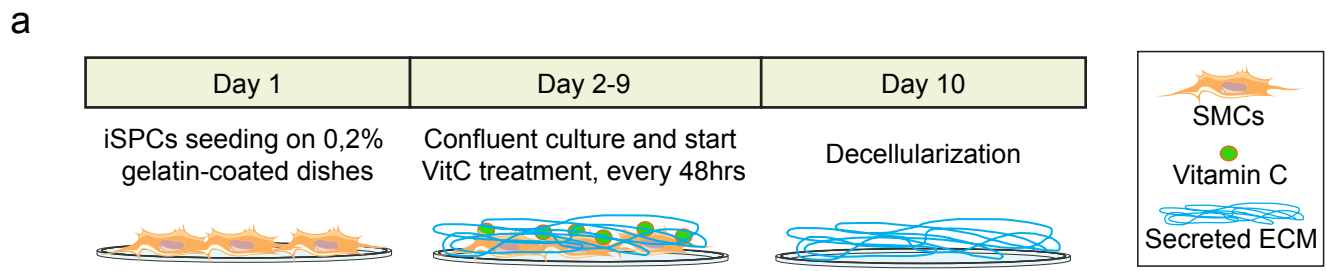 a
Day 1
Day 2-9
Day 10
iSPCs seeding on 0,2%
gelatin-coated dishes
Confluent culture and start
VitC treatment, every 48hrs
Decellularization
SMCs
Vitamin C
Secreted ECM